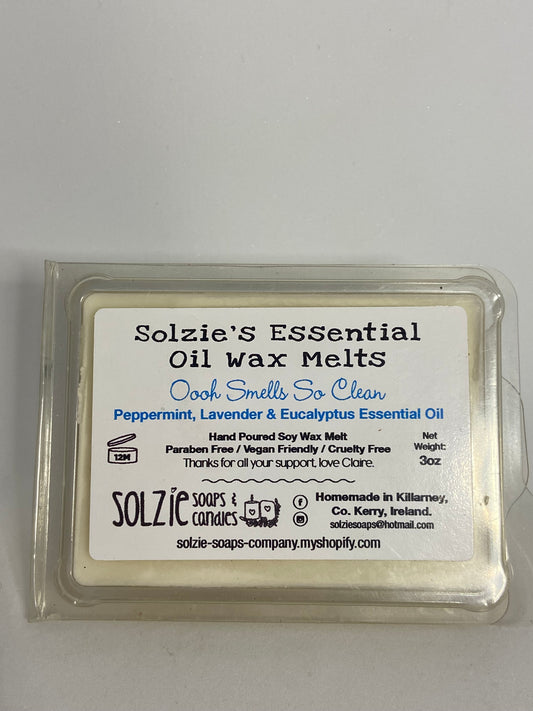 Solzie's Essential
Oil Wax Melts
Oooh Smells So Clean
Peppermint, Lavender & Eucalyptus Essential Oil
12M
Hand Poured Soy Wax Melt
Paraben Free / Vegan Friendly / Cruelty Free
Thanks for all your support, love Claire.
Net
Weight:
3oz
SOLZIE soaps &
candles
Homemade in Killarney,
Co. Kerry, Ireland.
solziesoaps@hotmail.com
solzie-soaps-company.myshopify.com